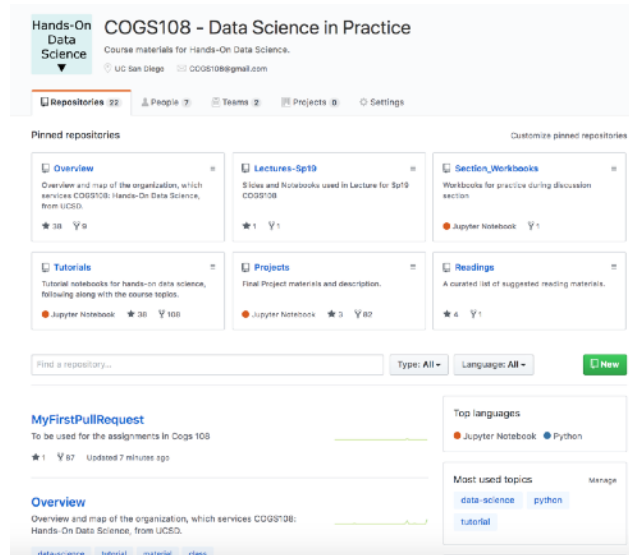 Hands-On
Data
Science
COGS108 - Data Science in Practice
Course materials for Hands-On Data Science.
UC San Diego COGS108@gmail.com
Repositories 22 People 7 Teams 2 Projects 0 Settings
Pinned repositories
Customize pinned repositories
Overview
Overview and map of the organization, which
services COGS108: Hands-On Data Science,
from UCSD.
38 9
Lectures-Sp19
Slides and Notebooks used in Lecture for Sp19
COGS108
1 1
Section_Workbooks
Workbooks for practice during discussion
section
Jupyter Notebook 1
Tutorials
Tutorial notebooks for hands-on data science,
following along with the course topics.
Jupyter Notebook 38 108
Projects
Final Project materials and description.
Jupyter Notebook 3 82
Readings
A curated list of suggested reading materials.
4 1
Find a repository...
Type: All
Language: All
New
MyFirstPullRequest
To be used for the assignments in Cogs 108
1 87 Updated 7 minutes ago
Overview
Overview and map of the organization, which services COGS108:
Hands-On Data Science, from UCSD.
data-science tutorial material class
Top languages
Jupyter Notebook Python
Most used topics
Manage
data-science python
tutorial